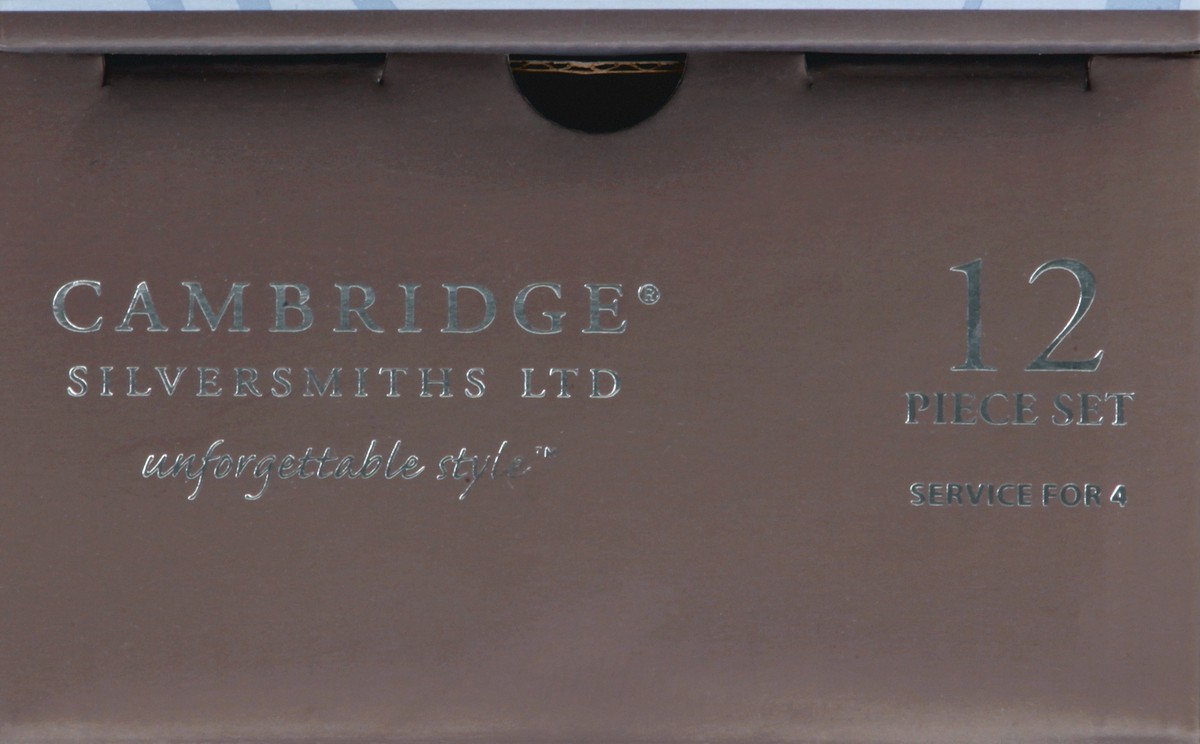 CAMBRIDGE®
SILVERSMITHS LTD
unforgettable style™
12
PIECE SET
SERVICE FOR 4